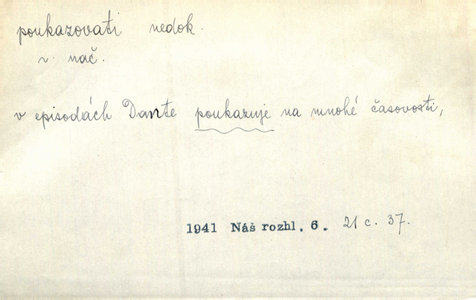 poukazovati nedok.
v. nač.
v episodách Dante poukazuje na mnohé časovosti,
1941 Náš rozhl. 6. 21 c. 37.